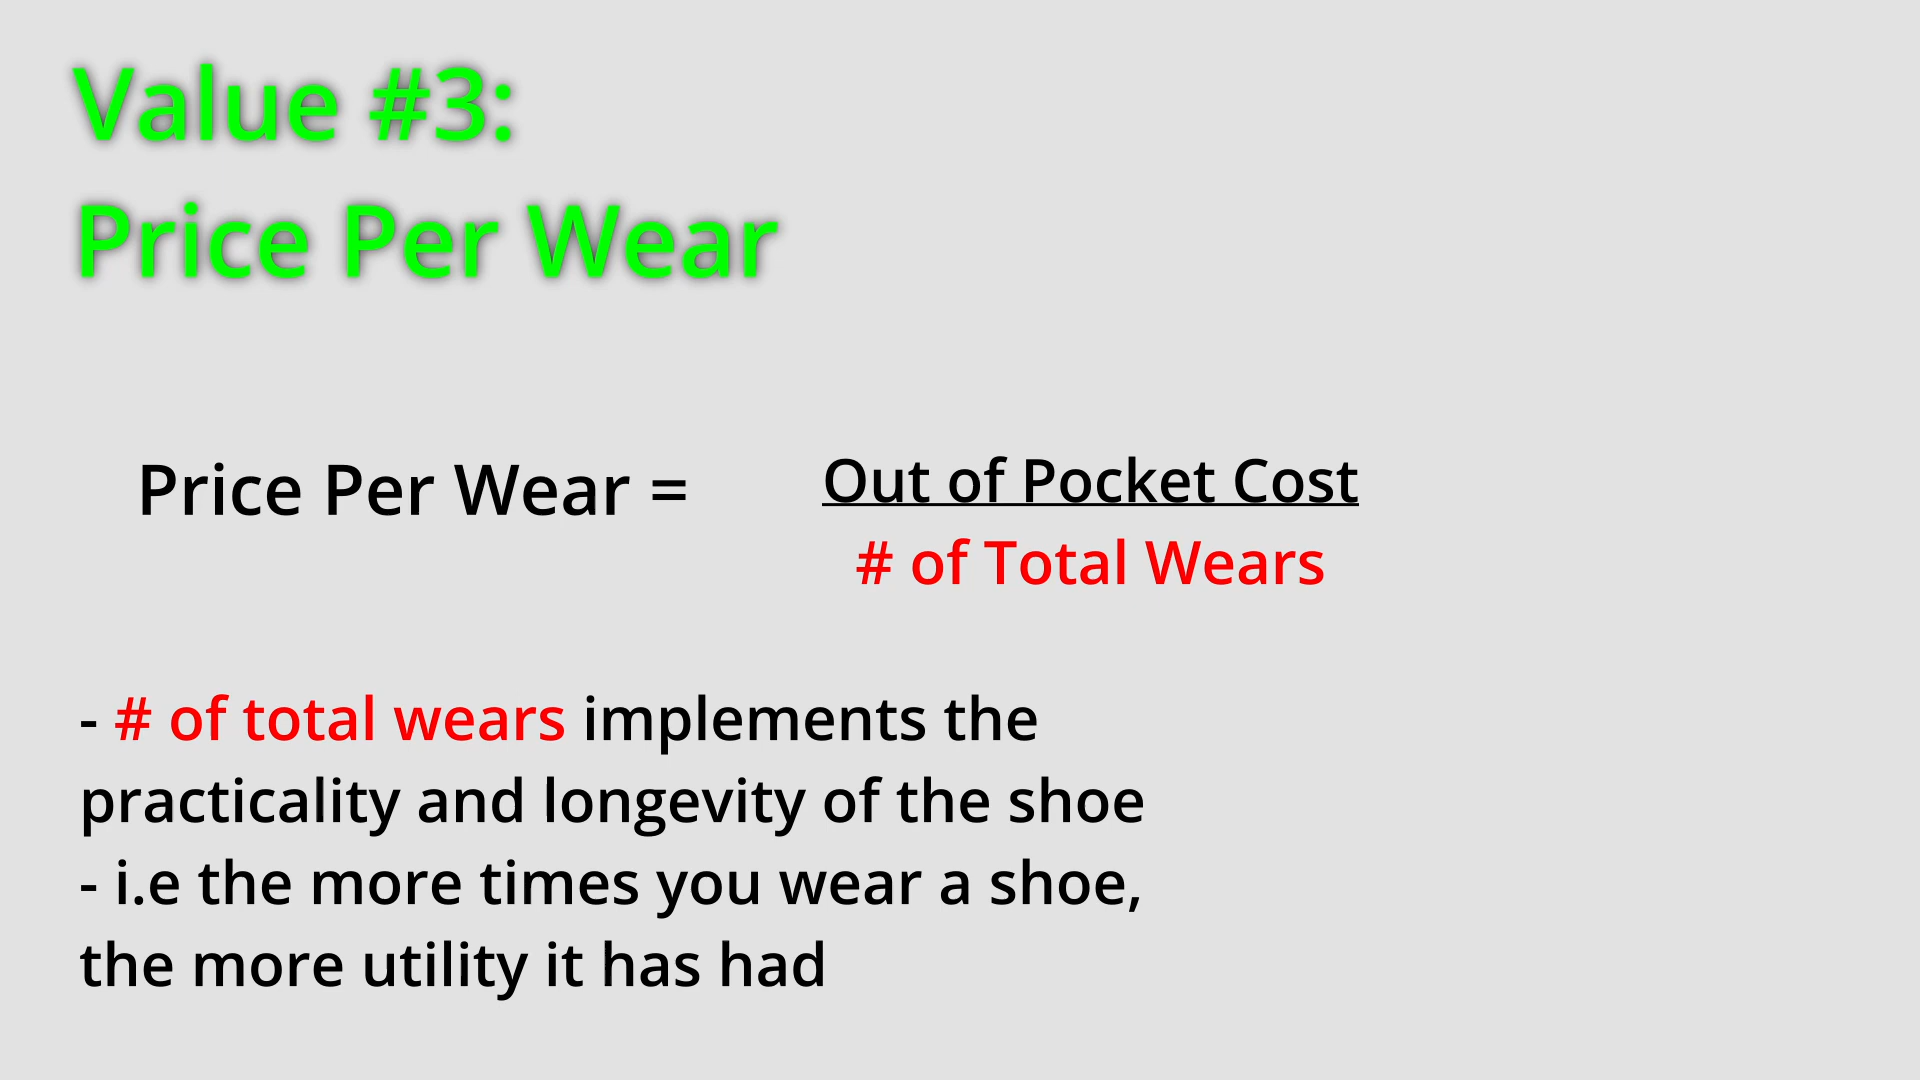 Value #3:
Price Per Wear
Price Per Wear =
Out of Pocket Cost
# of Total Wears
- # of total wears implements the
practicality and longevity of the shoe
- i.e the more times you wear a shoe,
the more utility it has had